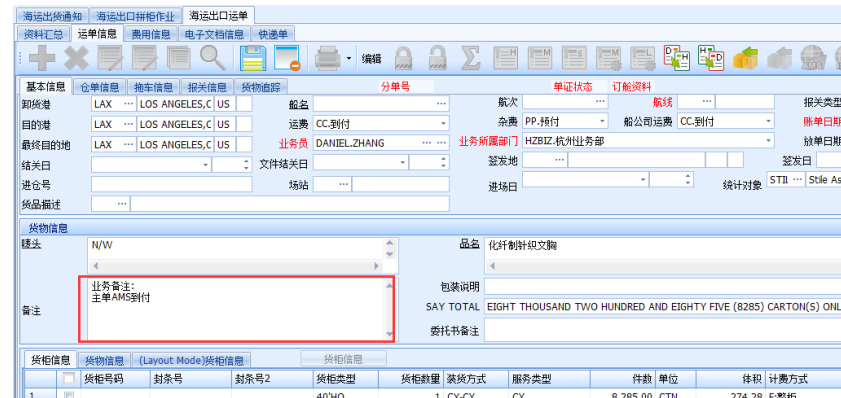 海运出货通知 海运出口拼柜作业 海运出口运单
资料汇总 运单信息 费用信息 电子文档信息 快递单
编辑
基本信息 仓单信息 拖车信息 报关信息 货物追踪 分单号 单证状态 订舱资料
卸货港 LAX ... LOS ANGELES,C US 船名 ... 航次 ... 航线 ... 报关类型
目的港 LAX ... LOS ANGELES,C US 运费 CC.到付 杂费 PP.预付 船公司运费 CC.到付 账单日期
最终目的地 LAX ... LOS ANGELES,C US 业务员 DANIEL.ZHANG ... ... 业务所属部门 HZBIZ.杭州业务部 放单日期
结关日 文件结关日 签发地 ... 签发日
进仓号 场站 ... 进场日 统计对象 STIL ... Stile As
货品描述 ...
货物信息
唛头 N/W 品名 化纤制针织文胸
备注 业务备注:
主单AMS到付
包装说明
SAY TOTAL EIGHT THOUSAND TWO HUNDRED AND EIGHTY FIVE (8285) CARTON(S) ONL
委托书备注
货柜信息 货物信息 (Layout Mode)货柜信息 货柜信息
货柜号码 封条号 封条号2 货柜类型 货柜数量 装货方式 服务类型 件数 单位 体积 计费方式
1 40'HQ 1 CY-CY CY 8,285.00 CTN 274.28 F:整柜